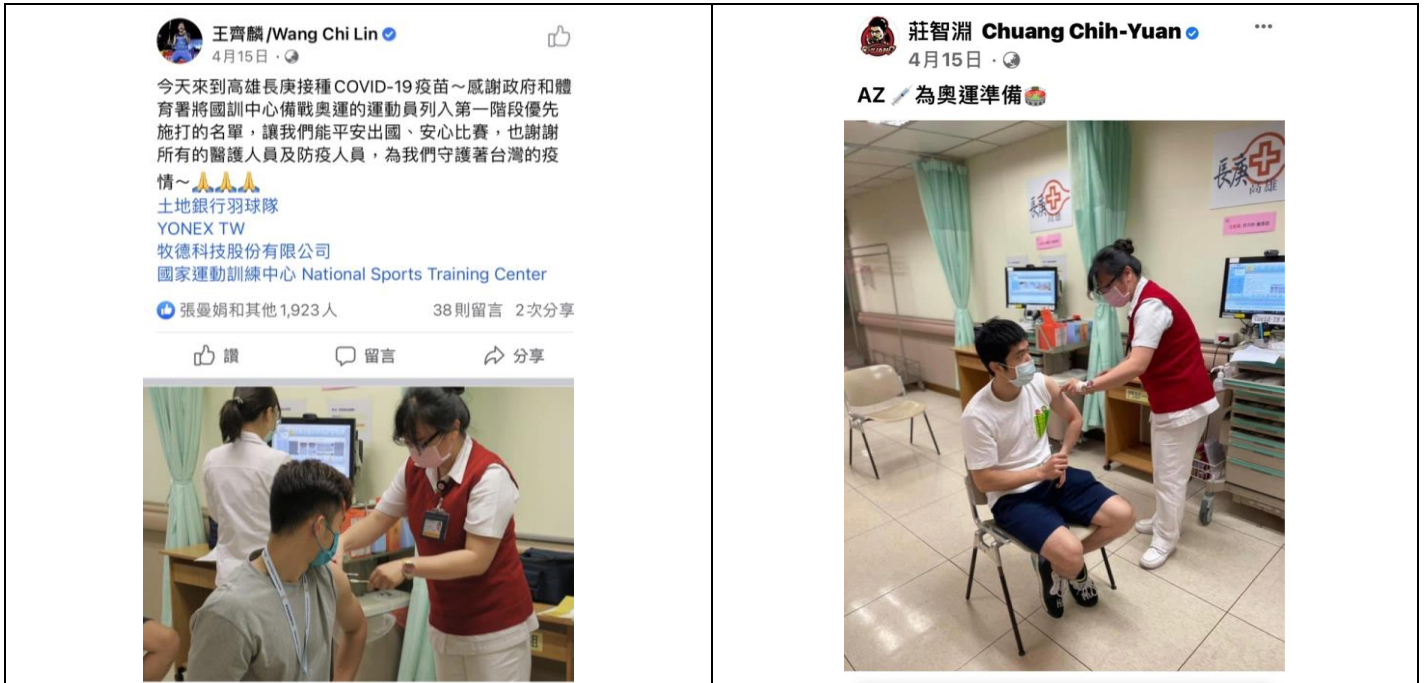 王齊麟/Wang Chi Lin
4月15日 ·
今天來到高雄長庚接種COVID-19疫苗～感謝政府和體
育署將國訓中心備戰奧運的運動員列入第一階段優先
施打的名單，讓我們能平安出國、安心比賽，也謝謝
所有的醫護人員及防疫人員，為我們守護著台灣的疫
情～🙏🙏🙏
土地銀行羽球隊
YONEX TW
牧德科技股份有限公司
國家運動訓練中心 National Sports Training Center
張曼娟和其他1,923人 38則留言 2次分享
讚 留言 分享
莊智淵 Chuang Chih-Yuan
4月15日 ·
AZ 💉為奧運準備🏟️
長庚
高雄
長庚
高雄